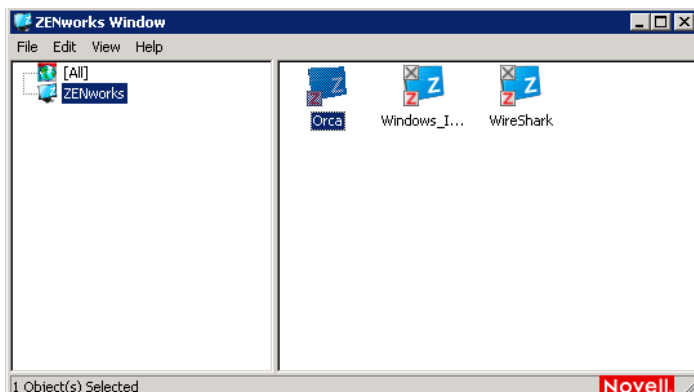 ZENworks Window
File Edit View Help
[All]
ZENworks
Orca Windows_I... WireShark
1 Object(s) Selected
Novell.